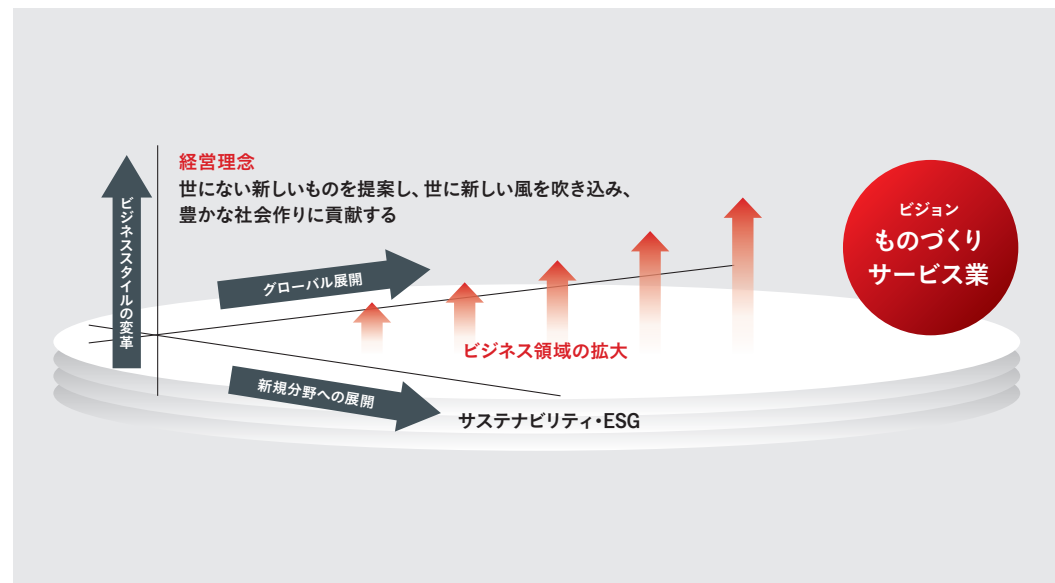 経営理念
世にない新しいものを提案し、世に新しい風を吹き込み、
豊かな社会作りに貢献する
ビジネススタイルの変革
グローバル展開
ビジネス領域の拡大
新規分野への展開
サステナビリティ・ESG
ビジョン
ものづくり
サービス業